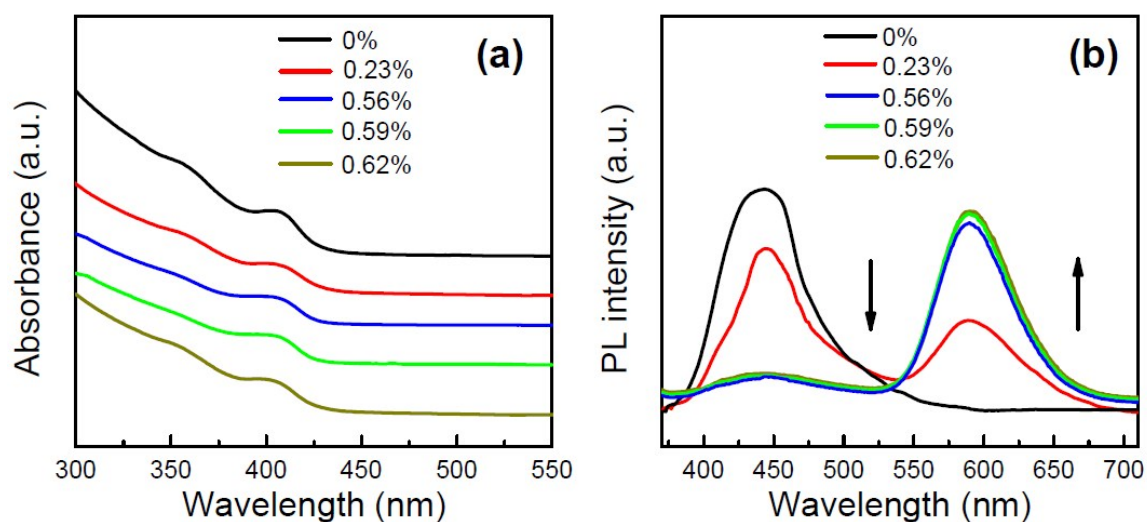 (a)
0%
0.23%
0.56%
0.59%
0.62%
Absorbance (a.u.)
300 350 400 450 500 550
Wavelength (nm)
(b)
0%
0.23%
0.56%
0.59%
0.62%
PL intensity (a.u.)
400 450 500 550 600 650 700
Wavelength (nm)